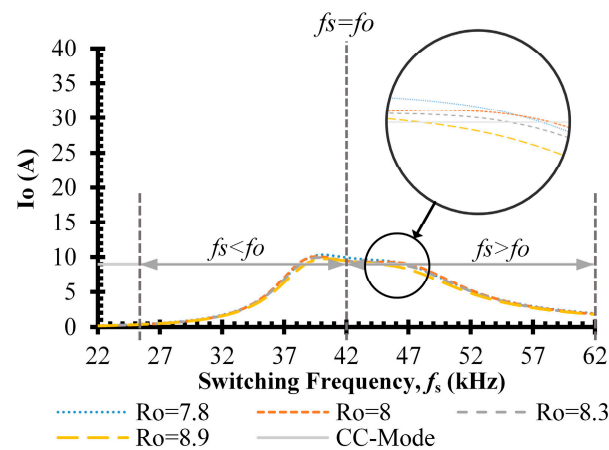 fs=fo
40
35
30
25
20
15
10
5
0
Io (A)
fs<fo
fs>fo
22 27 32 37 42 47 52 57 62
Switching Frequency, fs (kHz)
Ro=7.8 Ro=8 Ro=8.3
Ro=8.9 CC-Mode